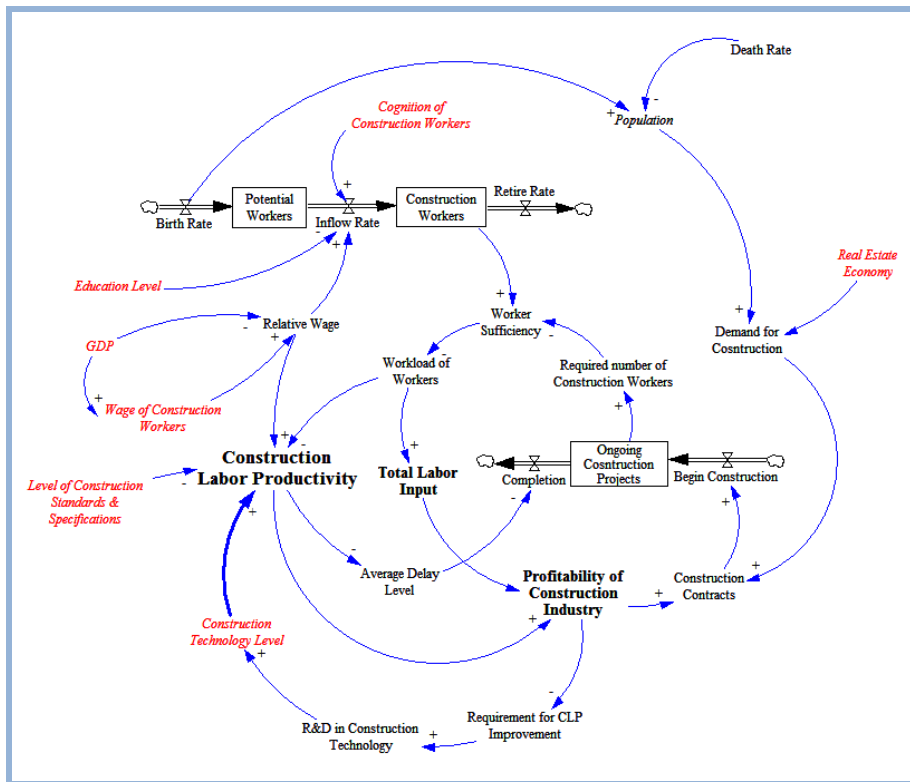 Death Rate
Cognition of
Construction Workers
+
-
Population
+
Potential
Workers
Construction
Workers
Retire Rate
Birth Rate
Inflow Rate
-
+
Education Level
Real Estate
Economy
+
Worker
Sufficiency
+
Relative Wage
-
+
-
Demand for
Cosntruction
GDP
-
Workload of
Workers
Required number of
Construction Workers
+
Wage of Construction
Workers
+
+
-
+
Construction
Labor Productivity
Total Labor
Input
Ongoing
Cosntruction
Projects
Completion
Begin Construction
Level of Construction
Standards &
Specifications
-
-
+
+
-
Average Delay
Level
+
Profitability of
Construction
Industry
+
Construction
Contracts
Construction
Technology Level
+
+
-
R&D in Construction
Technology
+
Requirement for CLP
Improvement